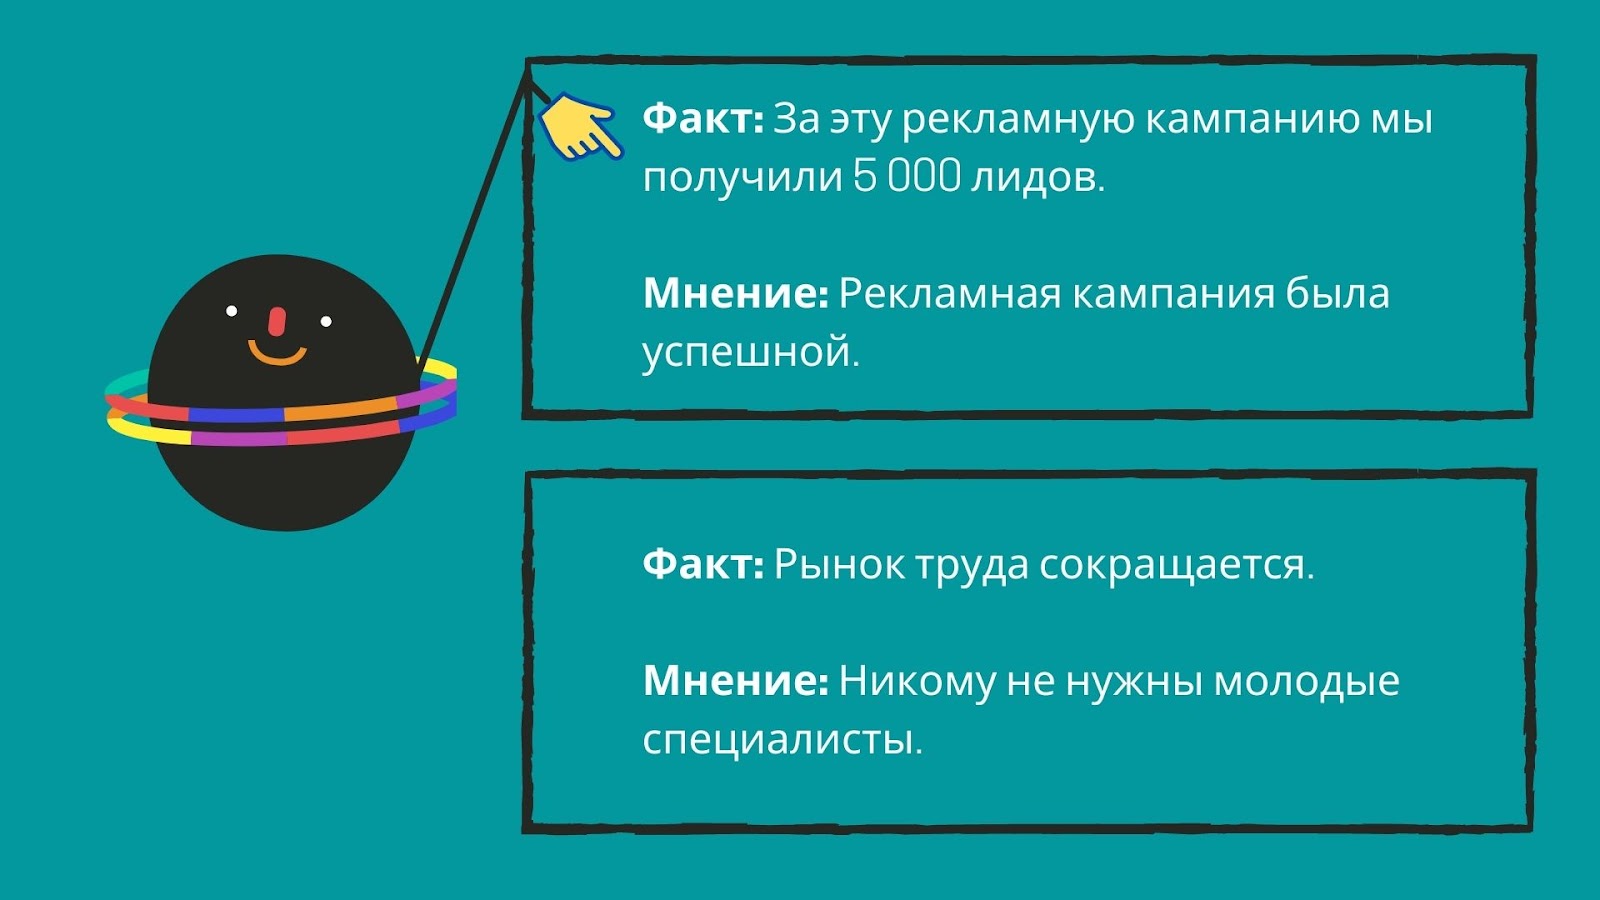 Факт: За эту рекламную кампанию мы
получили 5 000 лидов.
Мнение: Рекламная кампания была
успешной.
Факт: Рынок труда сокращается.
Мнение: Никому не нужны молодые
специалисты.